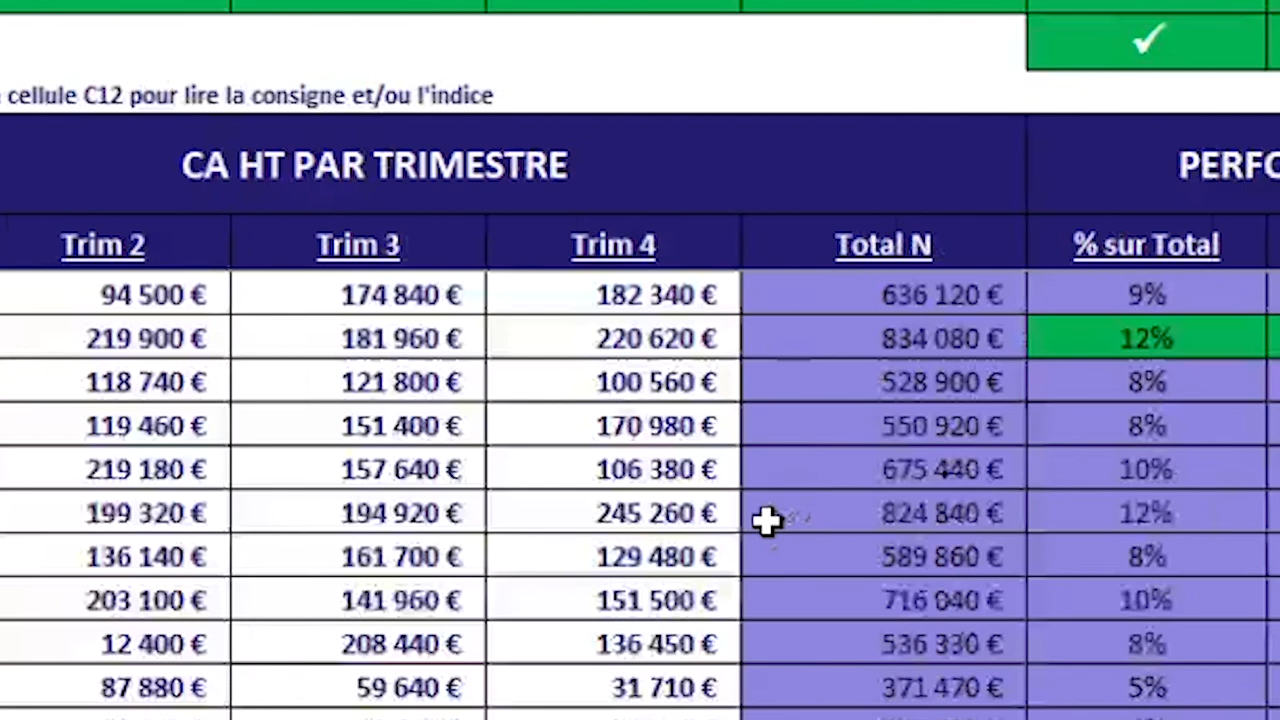 ✓
cellule C12 pour lire la consigne et/ou l'indice
CA HT PAR TRIMESTRE PERFO
Trim 2 Trim 3 Trim 4 Total N % sur Total
94 500 € 174 840 € 182 340 € 636 120 € 9%
219 900 € 181 960 € 220 620 € 834 080 € 12%
118 740 € 121 800 € 100 560 € 528 900 € 8%
119 460 € 151 400 € 170 980 € 550 920 € 8%
219 180 € 157 640 € 106 380 € 675 440 € 10%
199 320 € 194 920 € 245 260 € 824 840 € 12%
136 140 € 161 700 € 129 480 € 589 860 € 8%
203 100 € 141 960 € 151 500 € 716 040 € 10%
12 400 € 208 440 € 136 450 € 536 330 € 8%
87 880 € 59 640 € 31 710 € 371 470 € 5%